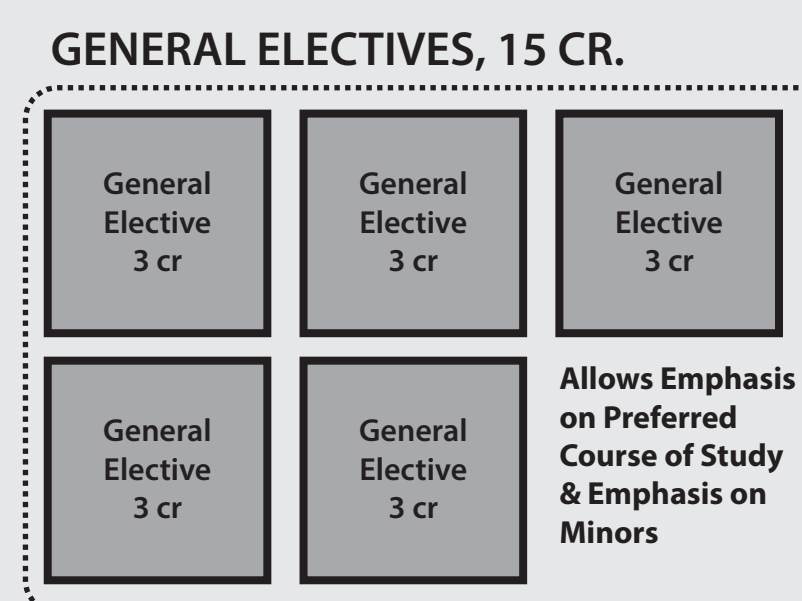 GENERAL ELECTIVES, 15 CR.
General
Elective
3 cr
General
Elective
3 cr
General
Elective
3 cr
General
Elective
3 cr
General
Elective
3 cr
Allows Emphasis
on Preferred
Course of Study
& Emphasis on
Minors